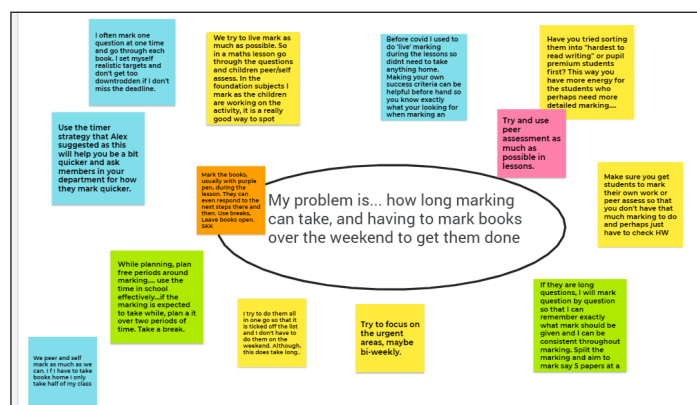 I often mark one
question at one time
and go through each
book. I set myself
realistic targets and
don't get too
downtrodden if I don't
miss the deadline.
We try to live mark as
much as possible. So
in a maths lesson go
through the questions
and children peer/self
assess. In the
foundation subjects I
mark as the children
are working on the
activity, it is a really
good way to spot
Before covid I used to
do 'live' marking
during the lessons so
didnt need to take
anything home.
Making your own
success criteria can be
helpful before hand so
you know exactly
what your looking for
when marking an
Have you tried sorting
them into "hardest to
read writing" or pupil
premium students
first? This way you
have more energy for
the students who
perhaps need more
detailed marking....
Use the timer
strategy that Alex
suggested as this
will help you be a bit
quicker and ask
members in your
department for how
they mark quicker.
Try and use
peer
assessment as
much as
possible in
lessons.
Mark the books,
usually with purple
pen, during the
lesson. They can
even respond to the
next steps there and
then. Use breaks,
Leave books open,
SKK
My problem is... how long marking
can take, and having to mark books
over the weekend to get them done
Make sure you get
students to mark
their own work or
peer assess so that
you don't have that
much marking to do
and perhaps just
have to check HW
While planning, plan
free periods around
marking.... use the
time in school
effectively...if the
marking is expected
to take while, plan a it
over two periods of
time. Take a break.
I try to do them all
in one go so that it
is ticked off the list
and I don't have to
do them on the
weekend. Although,
this does take long..
Try to focus on
the urgent
areas, maybe
bi-weekly.
If they are long
questions, I will mark
question by question
so that I can
remember exactly
what mark should be
given and I can be
consistent throughout
marking. Split the
marking and aim to
mark say 5 papers at a
We peer and self
mark as much as we
can. I f I have to take
books home I only
take half of my class